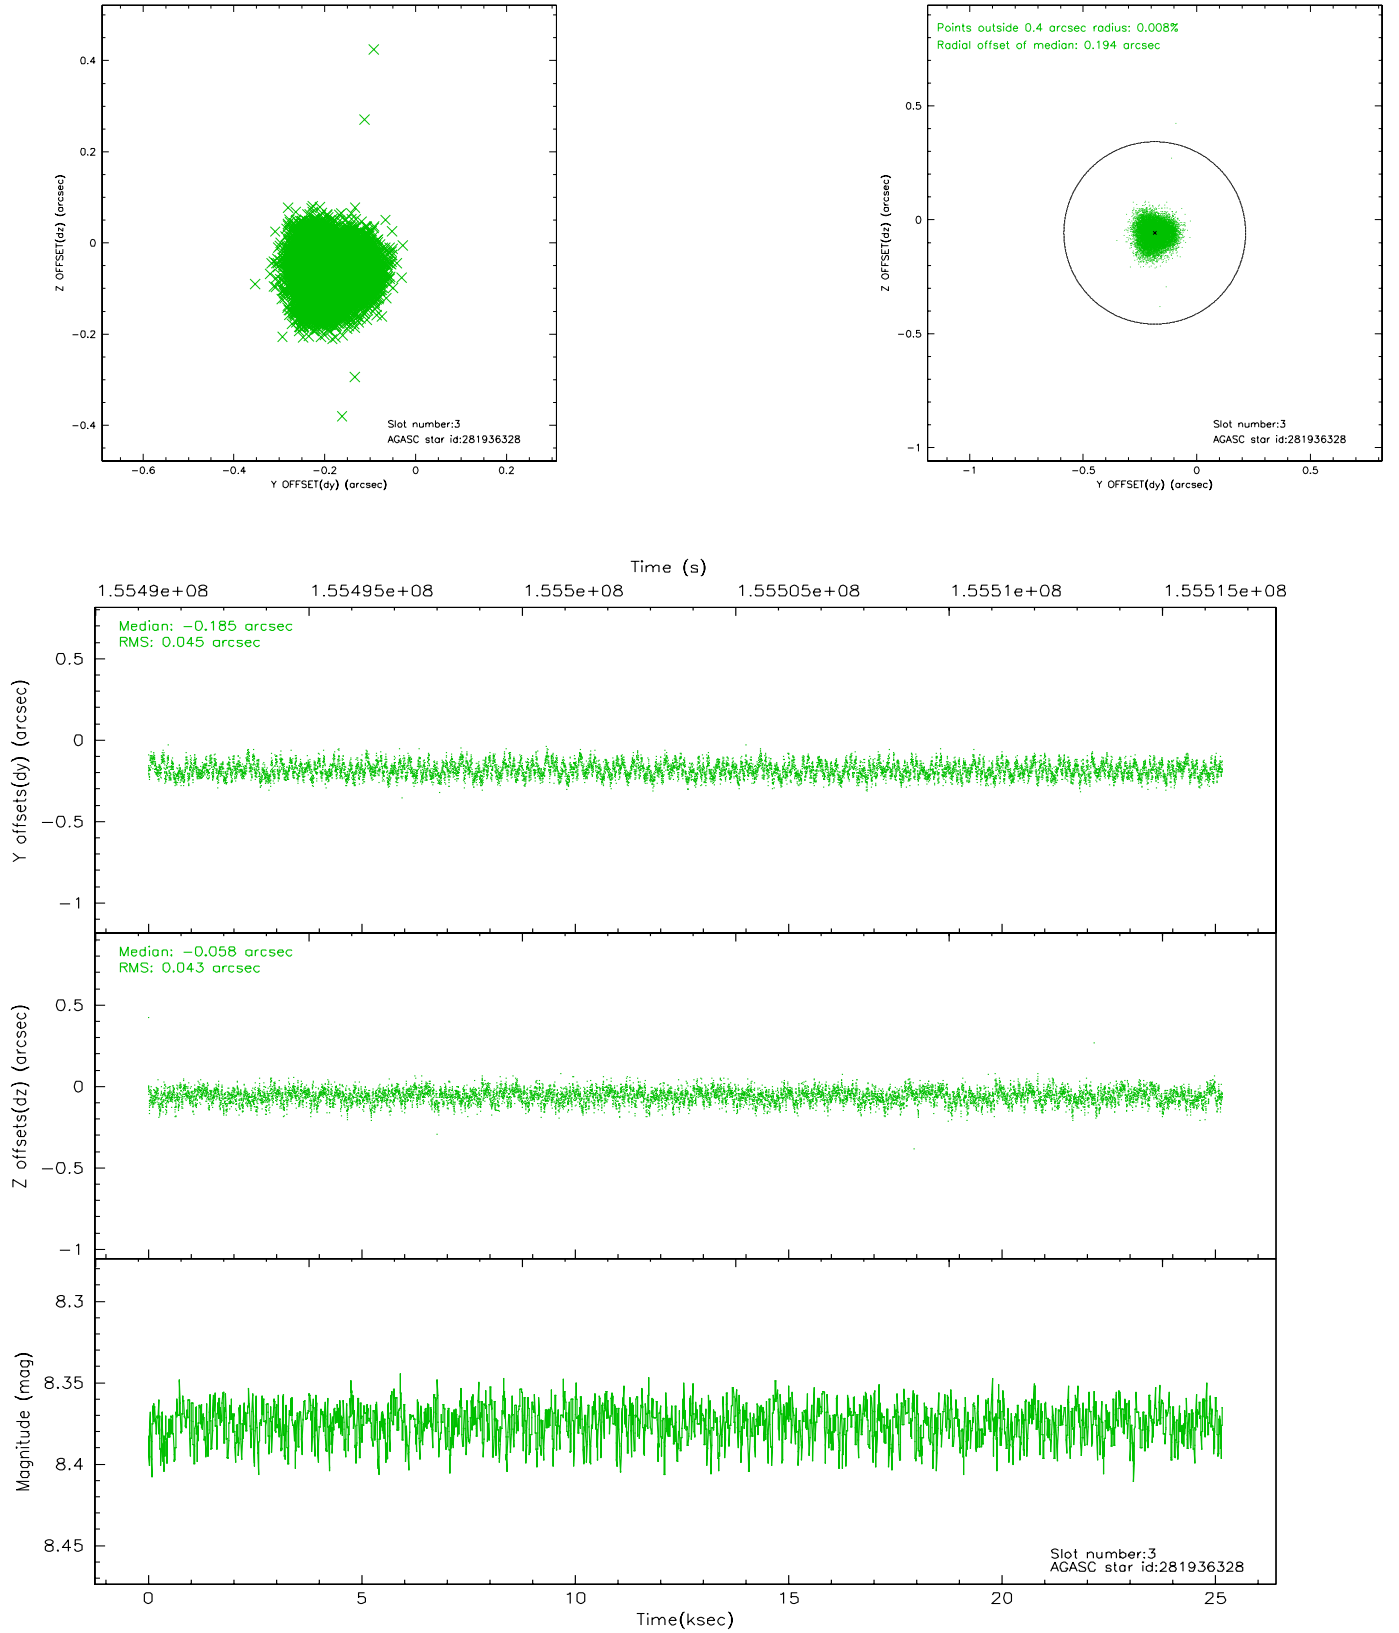 0.4
0.2
0
-0.2
-0.4
Z OFFSET(dz) (arcsec)
Slot number:3
AGASC star id:281936328
-0.6 -0.4 -0.2 0 0.2
Y OFFSET(dy) (arcsec)
Points outside 0.4 arcsec radius: 0.008%
Radial offset of median: 0.194 arcsec
0.5
0
-0.5
-1
Z OFFSET(dz) (arcsec)
Slot number:3
AGASC star id:281936328
-1 -0.5 0 0.5
Y OFFSET(dy) (arcsec)
Time (s)
1.5549e+08 1.55495e+08 1.555e+08 1.55505e+08 1.5551e+08 1.55515e+08
Median: -0.185 arcsec
RMS: 0.045 arcsec
0.5
0
-0.5
-1
Y offsets(dy) (arcsec)
Median: -0.058 arcsec
RMS: 0.043 arcsec
0.5
0
-0.5
-1
Z offsets(dz) (arcsec)
8.3
8.35
8.4
8.45
Magnitude (mag)
Slot number:3
AGASC star id:281936328
0 5 10 15 20 25
Time(ksec)